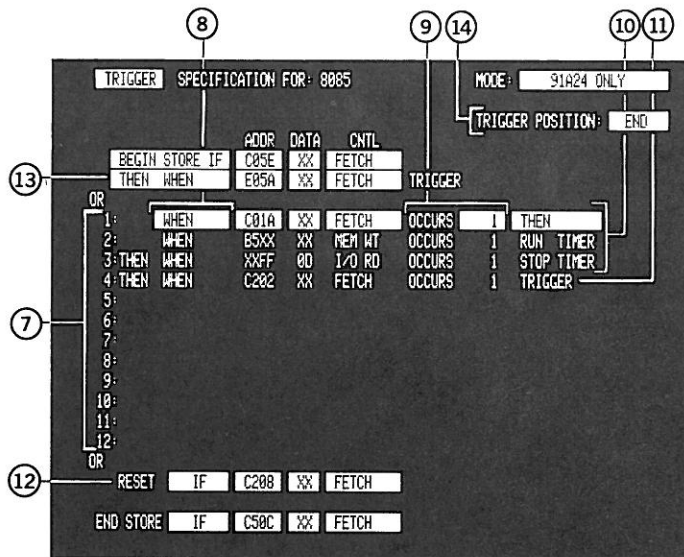 8 9 14 10 11
TRIGGER SPECIFICATION FOR: 8085 MODE: 91A24 ONLY
TRIGGER POSITION: END
ADDR DATA CNTL
BEGIN STORE IF C05E XX FETCH
13 THEN WHEN E05A XX FETCH TRIGGER
OR
1: WHEN C01A XX FETCH OCCURS 1 THEN
2: WHEN B5XX XX MEM WT OCCURS 1 RUN TIMER
3: THEN WHEN XXFF 0D I/O RD OCCURS 1 STOP TIMER
4: THEN WHEN C202 XX FETCH OCCURS 1 TRIGGER
5:
6:
7 7:
8:
9:
10:
11:
12:
OR
12 RESET IF C208 XX FETCH
END STORE IF C50C XX FETCH